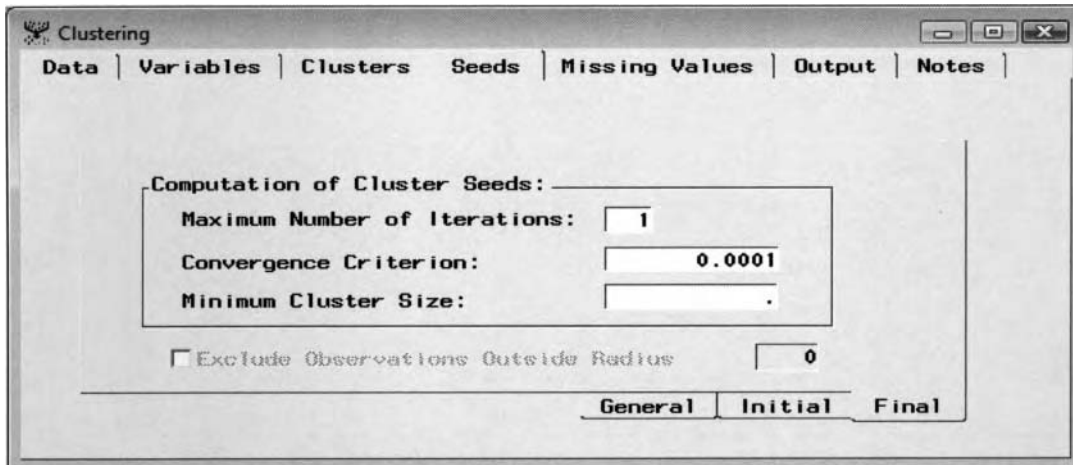 Clustering
Data Variables Clusters Seeds Missing Values Output Notes
Computation of Cluster Seeds:
Maximum Number of Iterations: 1
Convergence Criterion: 0.0001
Minimum Cluster Size: .
Exclude Observations Outside Radius 0
General Initial Final